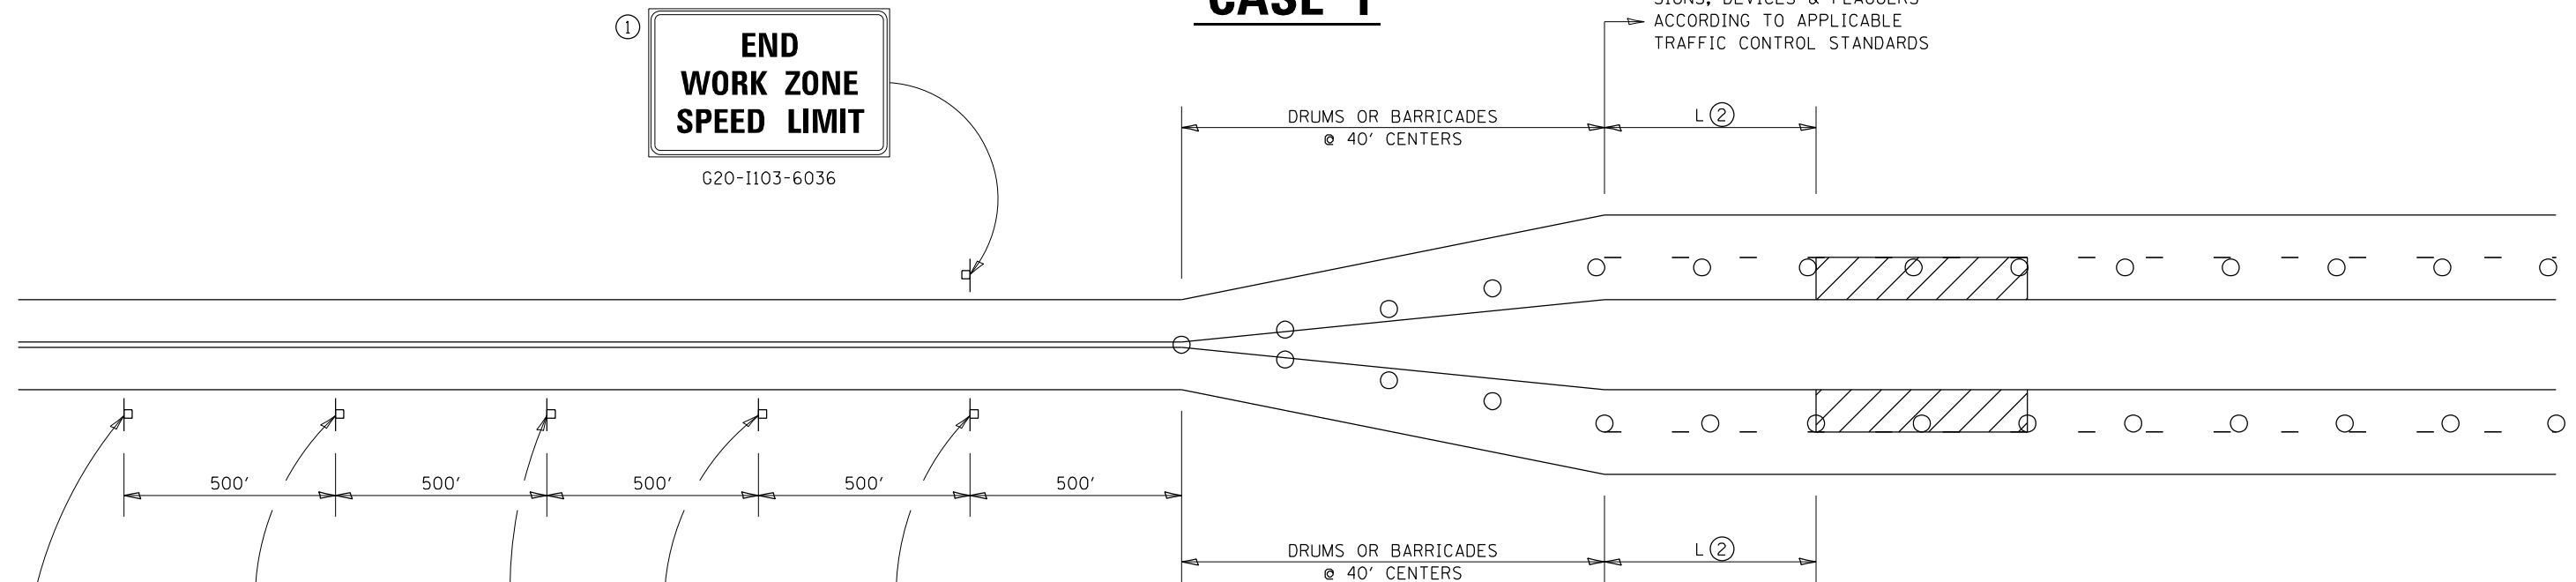 CASE 1
SIGNS, DEVICES & FLAGGERS
ACCORDING TO APPLICABLE
TRAFFIC CONTROL STANDARDS
1
END
WORK ZONE
SPEED LIMIT
G20-I103-6036
DRUMS OR BARRICADES
@ 40' CENTERS
L 2
500'
500'
500'
500'
500'
DRUMS OR BARRICADES
@ 40' CENTERS
L 2